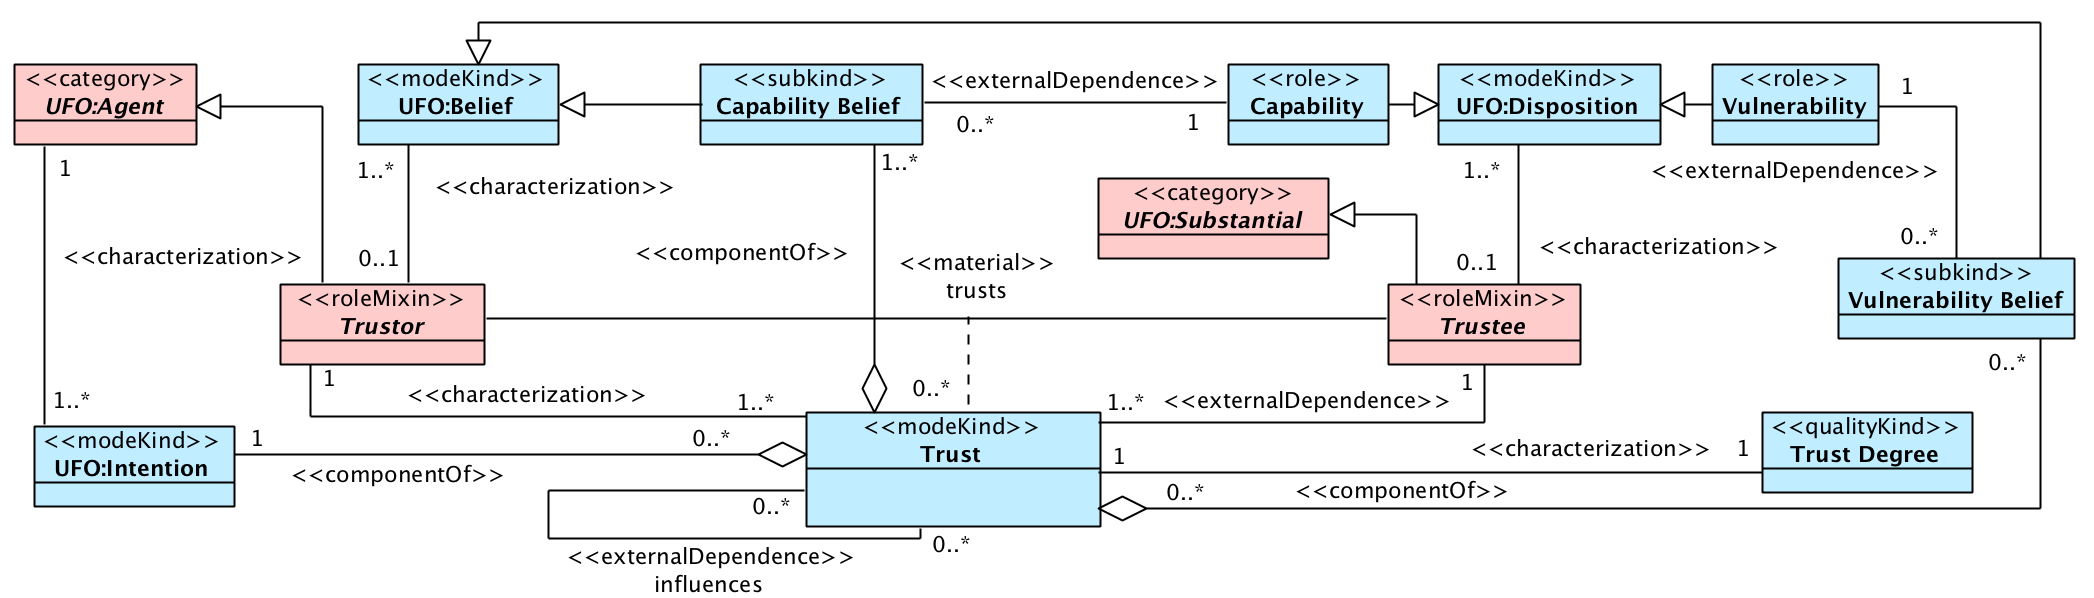 <<category>>
UFO:Agent
<<modeKind>>
UFO:Belief
<<subkind>>
Capability Belief
<<externalDependence>>
0..*
1
<<role>>
Capability
<<modeKind>>
UFO:Disposition
<<role>>
Vulnerability
1
1
1..*
<<characterization>>
1..*
1..*
<<externalDependence>>
<<category>>
UFO:Substantial
<<characterization>>
0..1
<<componentOf>>
<<material>>
trusts
0..1
<<characterization>>
0..*
<<subkind>>
Vulnerability Belief
<<roleMixin>>
Trustor
<<roleMixin>>
Trustee
0..*
1
<<characterization>>
1..*
0..*
1..*
<<externalDependence>>
1
1..*
<<modeKind>>
UFO:Intention
1
<<componentOf>>
0..*
<<modeKind>>
Trust
1
<<characterization>>
1
<<qualityKind>>
Trust Degree
0..*
<<componentOf>>
0..*
0..*
<<externalDependence>>
influences